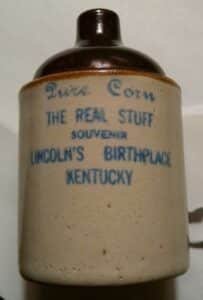 Pure Corn
THE REAL STUFF
SOUVENIR
LINCOLN'S BIRTHPLACE
KENTUCKY